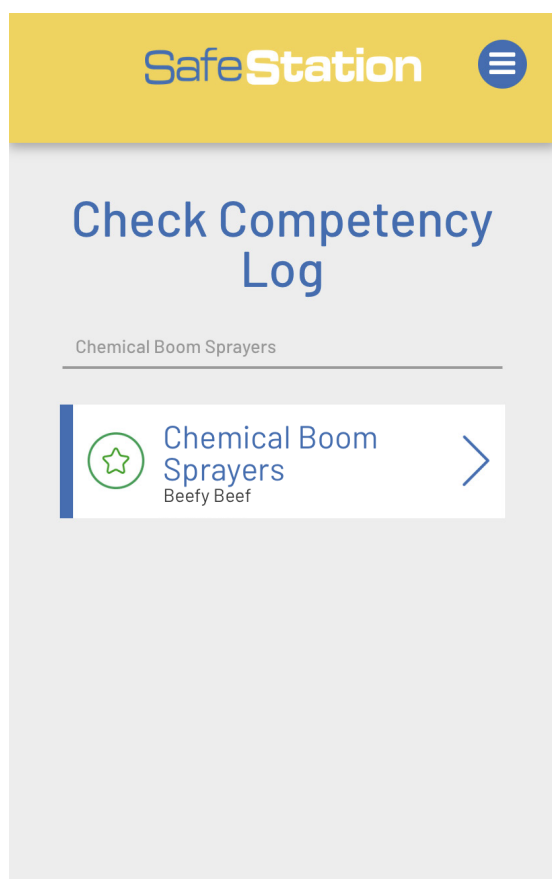 SafeStation
Check Competency
Log
Chemical Boom Sprayers
Chemical Boom
Sprayers
Beefy Beef